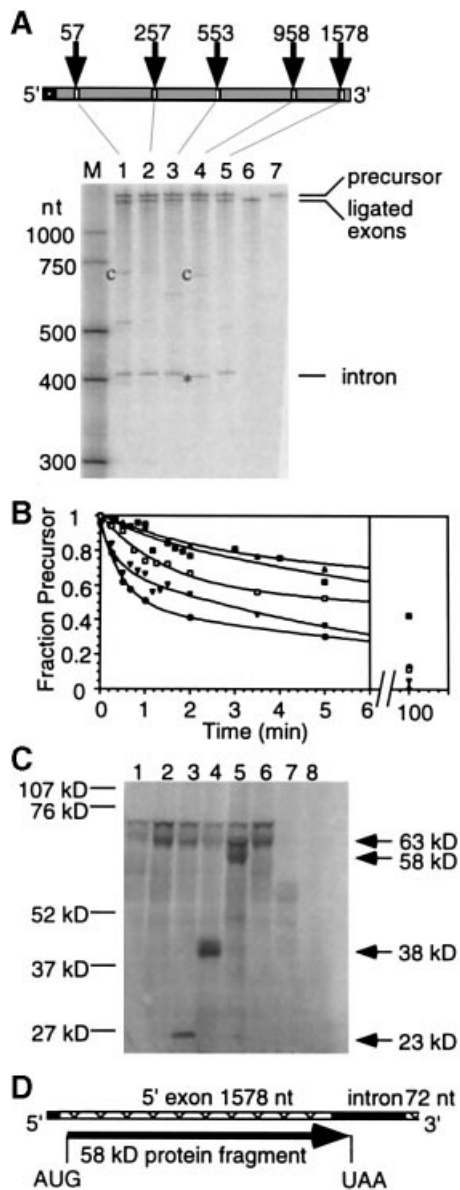 A
57 257 553 958 1578
5' 3'
M 1 2 3 4 5 6 7
nt
precursor
ligated
exons
1000
750
c c
500
400
*
intron
300
B
Fraction Precursor
1
0.8
0.6
0.4
0.2
0
0 1 2 3 4 5 6 100
Time (min)
C
1 2 3 4 5 6 7 8
107 kD
76 kD
63 kD
58 kD
52 kD
38 kD
37 kD
27 kD
23 kD
D
5' exon 1578 nt intron 72 nt
5' 3'
58 kD protein fragment
AUG UAA